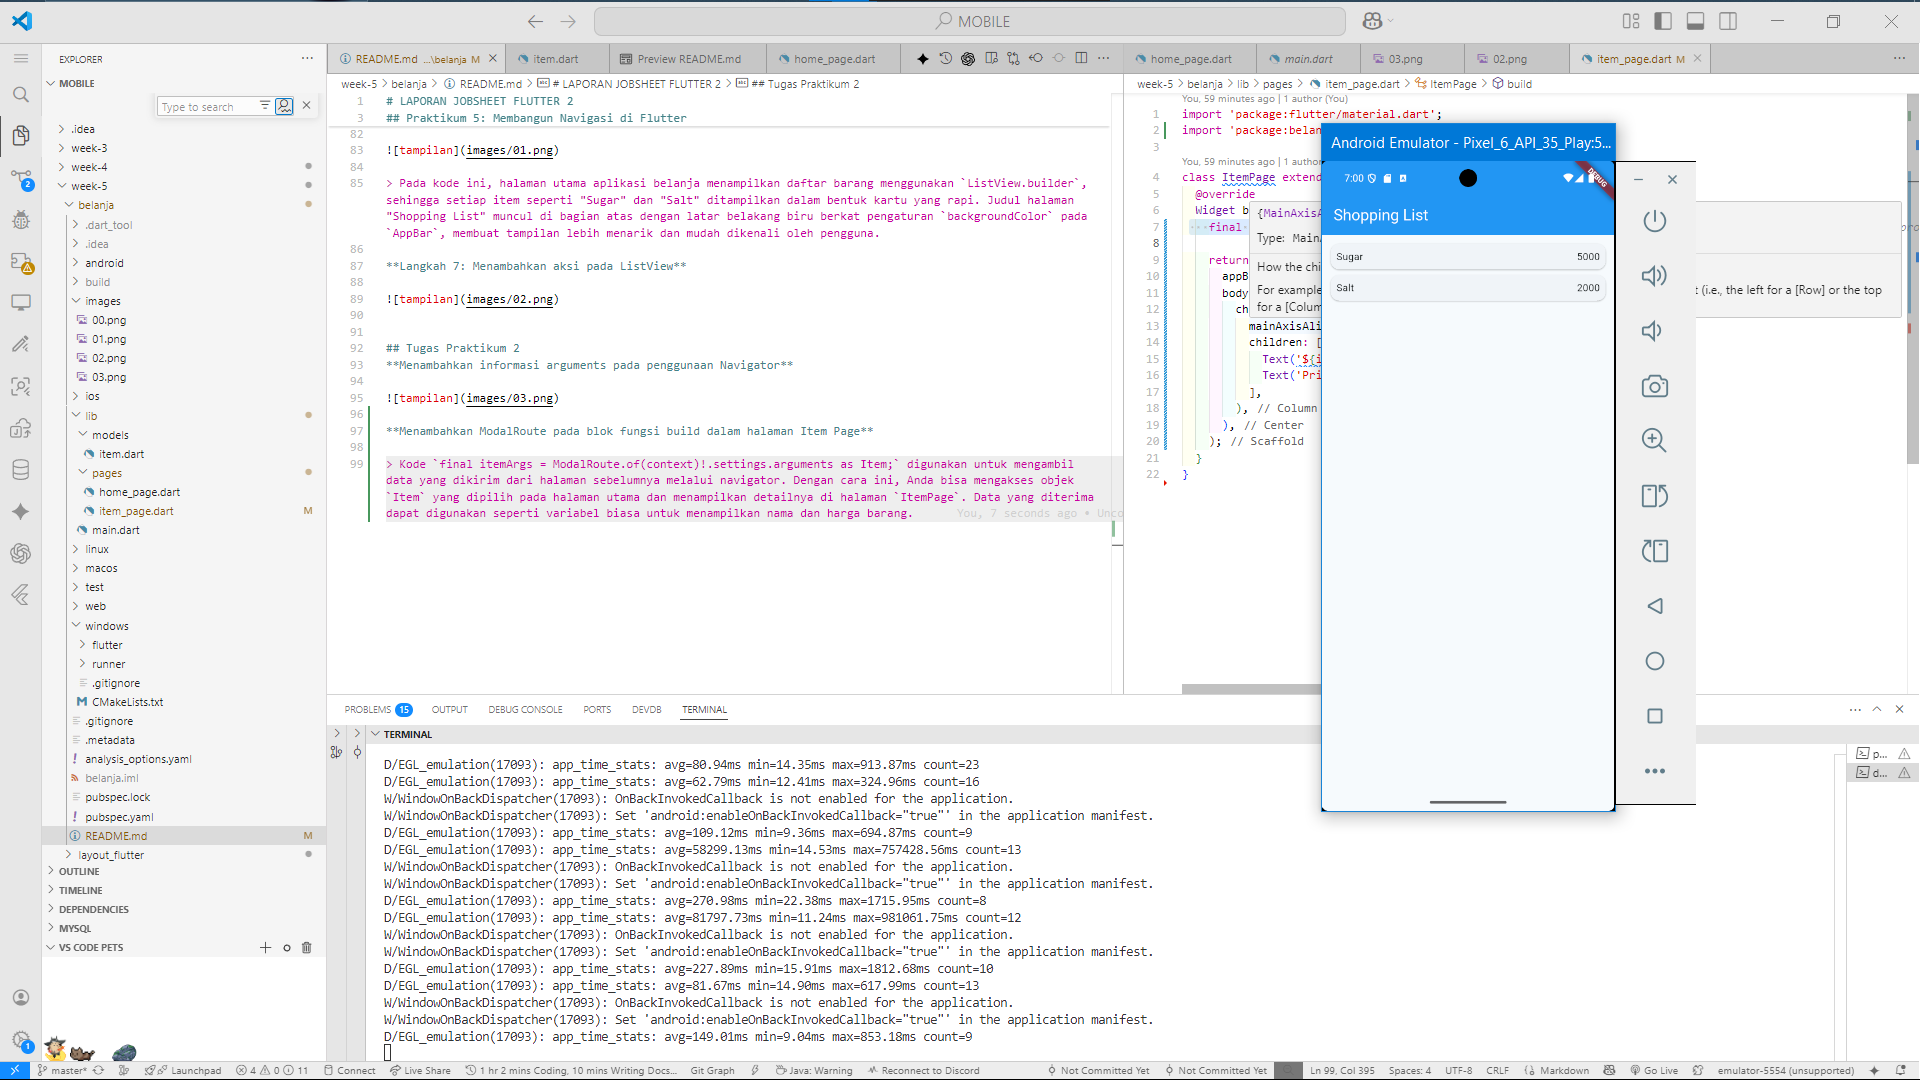 MOBILE
EXPLORER
MOBILE
Type to search
.idea
week-3
week-4
week-5
belanja
.dart_tool
.idea
android
build
images
00.png
01.png
02.png
03.png
ios
lib
models
item.dart
pages
home_page.dart
item_page.dart M
main.dart
linux
macos
test
web
windows
flutter
runner
.gitignore
CMakeLists.txt
.gitignore
.metadata
analysis_options.yaml
belanja.iml
pubspec.lock
pubspec.yaml
README.md M
layout_flutter
OUTLINE
TIMELINE
DEPENDENCIES
MYSQL
VS CODE PETS
README.md ...\belanja M
item.dart
Preview README.md
home_page.dart
week-5 > belanja > README.md > # LAPORAN JOBSHEET FLUTTER 2 > ## Tugas Praktikum 2
1 # LAPORAN JOBSHEET FLUTTER 2
3 ## Praktikum 5: Membangun Navigasi di Flutter
82
83 ![tampilan](images/01.png)
84
85 > Pada kode ini, halaman utama aplikasi belanja menampilkan daftar barang menggunakan `ListView.builder`,
sehingga setiap item seperti "Sugar" dan "Salt" ditampilkan dalam bentuk kartu yang rapi. Judul halaman
"Shopping List" muncul di bagian atas dengan latar belakang biru berkat pengaturan `backgroundColor` pada
`AppBar`, membuat tampilan lebih menarik dan mudah dikenali oleh pengguna.
86
87 **Langkah 7: Menambahkan aksi pada ListView**
88
89 ![tampilan](images/02.png)
90
91
92 ## Tugas Praktikum 2
93 **Menambahkan informasi arguments pada penggunaan Navigator**
94
95 ![tampilan](images/03.png)
96
97 **Menambahkan ModalRoute pada blok fungsi build dalam halaman Item Page**
98
99 > Kode `final itemArgs = ModalRoute.of(context)!.settings.arguments as Item;` digunakan untuk mengambil
data yang dikirim dari halaman sebelumnya melalui navigator. Dengan cara ini, Anda bisa mengakses objek
`Item` yang dipilih pada halaman utama dan menampilkan detailnya di halaman `ItemPage`. Data yang diterima
dapat digunakan seperti variabel biasa untuk menampilkan nama dan harga barang. You, 7 seconds ago • Unco
home_page.dart
main.dart
03.png
02.png
item_page.dart M
week-5 > belanja > lib > pages > item_page.dart > ItemPage > build
You, 59 minutes ago | 1 author (You)
1 import 'package:flutter/material.dart';
2 import 'package:belan
3
You, 59 minutes ago | 1 author
4 class ItemPage extend
5 @override
6 Widget b
7 final
8
9 return
10 appB
11 body
12 ch
13 mainAxisAli
14 children: [
15 Text('${i
16 Text('Pri
17 ],
18 ), // Column
19 ), // Center
20 ); // Scaffold
21 }
22 }
{MainAxisA
Type: MainA
How the chi
For example
for a [Colum
t (i.e., the left for a [Row] or the top
Android Emulator - Pixel_6_API_35_Play:5...
7:00
DEBUG
Shopping List
Sugar 5000
Salt 2000
PROBLEMS 15
OUTPUT
DEBUG CONSOLE
PORTS
DEVDB
TERMINAL
TERMINAL
D/EGL_emulation(17093): app_time_stats: avg=80.94ms min=14.35ms max=913.87ms count=23
D/EGL_emulation(17093): app_time_stats: avg=62.79ms min=12.41ms max=324.96ms count=16
W/WindowOnBackDispatcher(17093): OnBackInvokedCallback is not enabled for the application.
W/WindowOnBackDispatcher(17093): Set 'android:enableOnBackInvokedCallback="true"' in the application manifest.
D/EGL_emulation(17093): app_time_stats: avg=109.12ms min=9.36ms max=694.87ms count=9
D/EGL_emulation(17093): app_time_stats: avg=58299.13ms min=14.53ms max=757428.56ms count=13
W/WindowOnBackDispatcher(17093): OnBackInvokedCallback is not enabled for the application.
W/WindowOnBackDispatcher(17093): Set 'android:enableOnBackInvokedCallback="true"' in the application manifest.
D/EGL_emulation(17093): app_time_stats: avg=270.98ms min=22.38ms max=1715.95ms count=8
D/EGL_emulation(17093): app_time_stats: avg=81797.73ms min=11.24ms max=981061.75ms count=12
W/WindowOnBackDispatcher(17093): OnBackInvokedCallback is not enabled for the application.
W/WindowOnBackDispatcher(17093): Set 'android:enableOnBackInvokedCallback="true"' in the application manifest.
D/EGL_emulation(17093): app_time_stats: avg=227.89ms min=15.91ms max=1812.68ms count=10
D/EGL_emulation(17093): app_time_stats: avg=81.67ms min=14.90ms max=617.99ms count=13
W/WindowOnBackDispatcher(17093): OnBackInvokedCallback is not enabled for the application.
W/WindowOnBackDispatcher(17093): Set 'android:enableOnBackInvokedCallback="true"' in the application manifest.
D/EGL_emulation(17093): app_time_stats: avg=149.01ms min=9.04ms max=853.18ms count=9
p...
d...
master* Launchpad 4 0 11 Connect Live Share 1 hr 2 mins Coding, 10 mins Writing Docs... Git Graph Java: Warning Reconnect to Discord Not Committed Yet Not Committed Yet Ln 99, Col 395 Spaces: 4 UTF-8 CRLF Markdown Go Live emulator-5554 (unsupported)